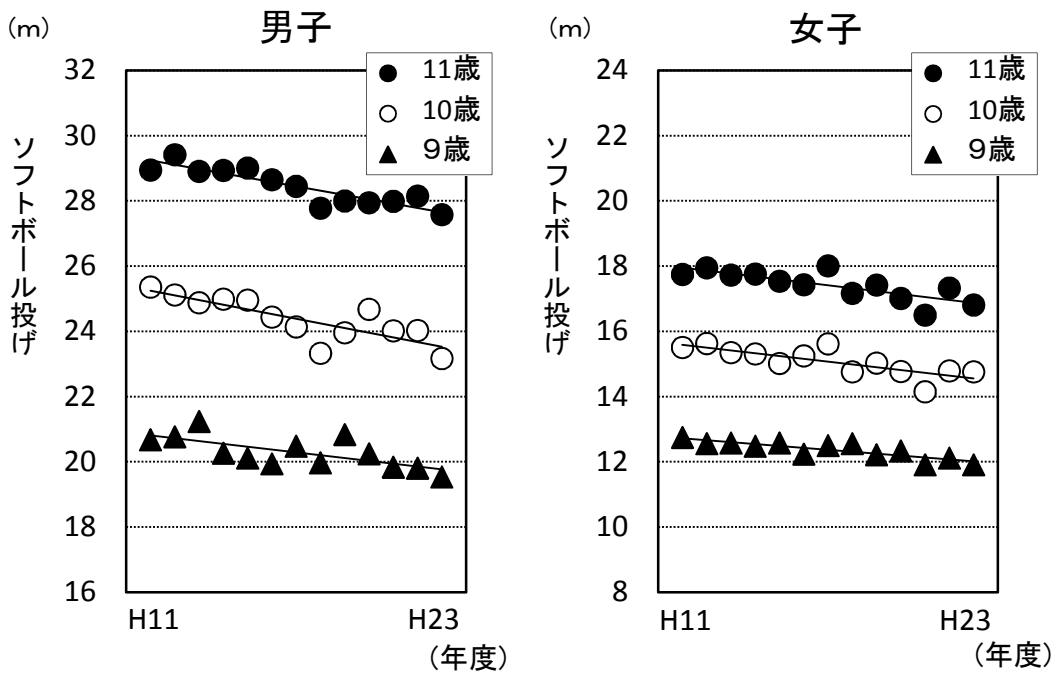 (m)
男子
32
30
28
26
24
22
20
18
16
ソフトボール投げ
● 11歳
○ 10歳
▲ 9歳
H11
H23
(年度)
(m)
女子
24
22
20
18
16
14
12
10
8
ソフトボール投げ
● 11歳
○ 10歳
▲ 9歳
H11
H23
(年度)